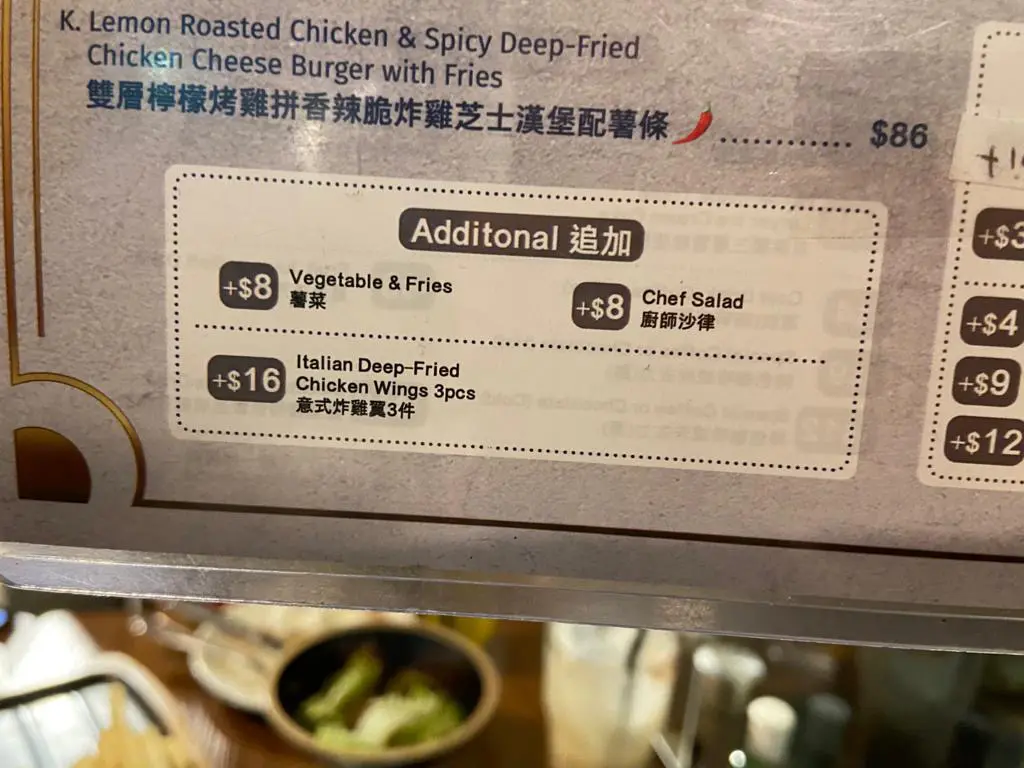 K. Lemon Roasted Chicken & Spicy Deep-Fried
Chicken Cheese Burger with Fries
雙層檸檬烤雞拼香辣脆炸雞芝士漢堡配薯條 ............ $86
Additonal 追加
+$8 Vegetable & Fries
薯菜
+$8 Chef Salad
廚師沙律
+$16 Italian Deep-Fried
Chicken Wings 3pcs
意式炸雞翼3件
+$3
+$4
+$9
+$12